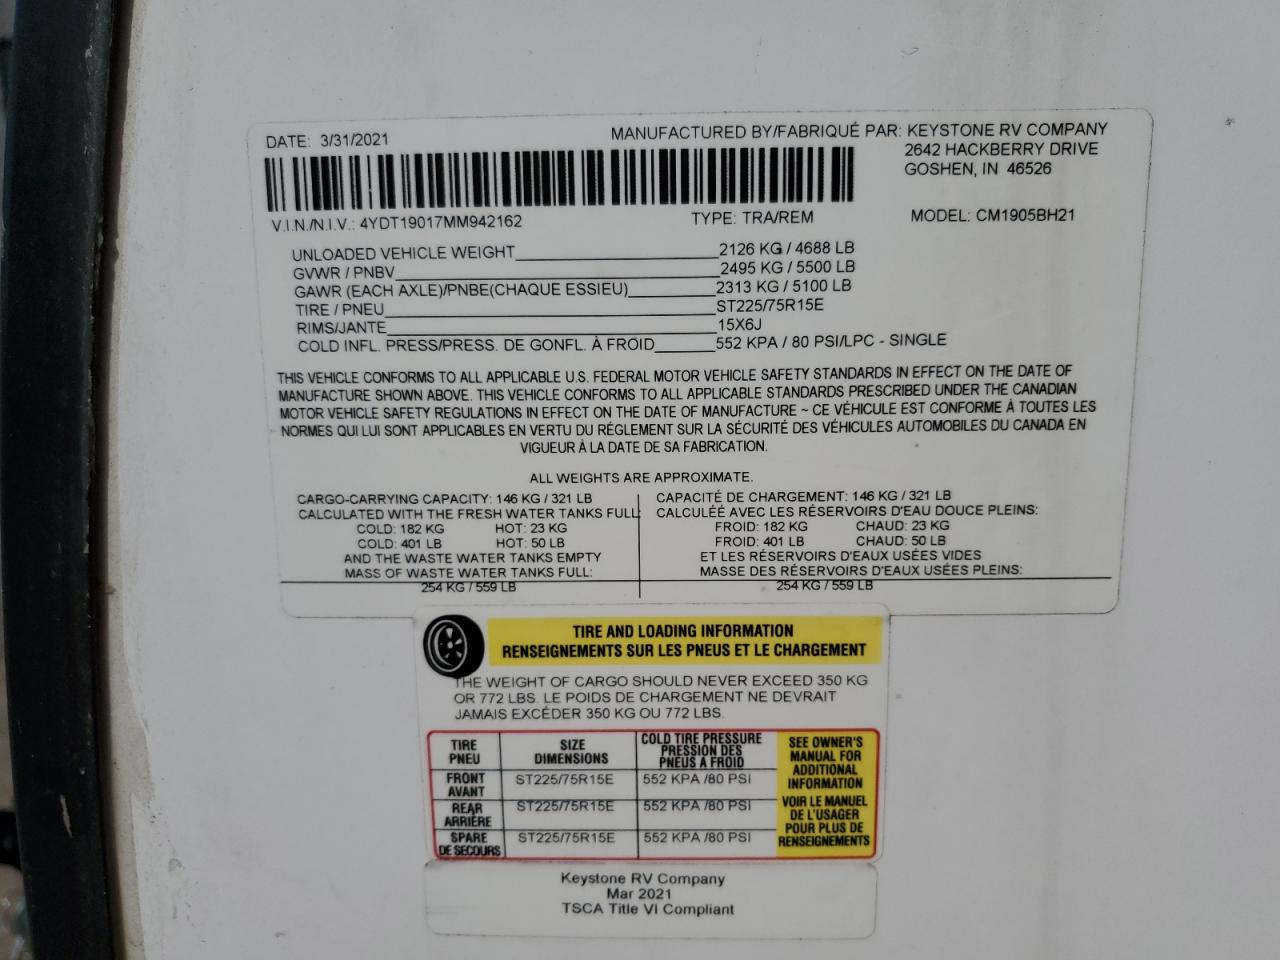 DATE: 3/31/2021 MANUFACTURED BY/FABRIQUÉ PAR: KEYSTONE RV COMPANY
2642 HACKBERRY DRIVE
GOSHEN, IN 46526
V.I.N./N.I.V.: 4YDT19017MM942162 TYPE: TRA/REM MODEL: CM1905BH21
UNLOADED VEHICLE WEIGHT 2126 KG / 4688 LB
GVWR / PNBV 2495 KG / 5500 LB
GAWR (EACH AXLE)/PNBE(CHAQUE ESSIEU) 2313 KG / 5100 LB
TIRE / PNEU ST225/75R15E
RIMS/JANTE 15X6J
COLD INFL. PRESS/PRESS. DE GONFL. À FROID 552 KPA / 80 PSI/LPC - SINGLE
THIS VEHICLE CONFORMS TO ALL APPLICABLE U.S. FEDERAL MOTOR VEHICLE SAFETY STANDARDS IN EFFECT ON THE DATE OF
MANUFACTURE SHOWN ABOVE. THIS VEHICLE CONFORMS TO ALL APPLICABLE STANDARDS PRESCRIBED UNDER THE CANADIAN
MOTOR VEHICLE SAFETY REGULATIONS IN EFFECT ON THE DATE OF MANUFACTURE ~ CE VÉHICULE EST CONFORME À TOUTES LES
NORMES QUI LUI SONT APPLICABLES EN VERTU DU RÉGLEMENT SUR LA SÉCURITÉ DES VÉHICULES AUTOMOBILES DU CANADA EN
VIGUEUR À LA DATE DE SA FABRICATION.
ALL WEIGHTS ARE APPROXIMATE.
CARGO-CARRYING CAPACITY: 146 KG / 321 LB
CALCULATED WITH THE FRESH WATER TANKS FULL
COLD: 182 KG HOT: 23 KG
COLD: 401 LB HOT: 50 LB
AND THE WASTE WATER TANKS EMPTY
MASS OF WASTE WATER TANKS FULL:
254 KG / 559 LB
CAPACITÉ DE CHARGEMENT: 146 KG / 321 LB
CALCULÉE AVEC LES RÉSERVOIRS D'EAU DOUCE PLEINS:
FROID: 182 KG CHAUD: 23 KG
FROID: 401 LB CHAUD: 50 LB
ET LES RÉSERVOIRS D'EAUX USÉES VIDES
MASSE DES RÉSERVOIRS D'EAUX USÉES PLEINS:
254 KG / 559 LB
TIRE AND LOADING INFORMATION
RENSEIGNEMENTS SUR LES PNEUS ET LE CHARGEMENT
THE WEIGHT OF CARGO SHOULD NEVER EXCEED 350 KG
OR 772 LBS. LE POIDS DE CHARGEMENT NE DEVRAIT
JAMAIS EXCÉDER 350 KG OU 772 LBS.
TIRE SIZE COLD TIRE PRESSURE
PNEU DIMENSIONS PRESSION DES
PNEUS A FROID
FRONT ST225/75R15E 552 KPA /80 PSI
AVANT
REAR ST225/75R15E 552 KPA /80 PSI
ARRIÈRE
SPARE ST225/75R15E 552 KPA /80 PSI
DE SECOURS
SEE OWNER'S
MANUAL FOR
ADDITIONAL
INFORMATION
VOIR LE MANUEL
DE L'USAGER
POUR PLUS DE
RENSEIGNEMENTS
Keystone RV Company
Mar 2021
TSCA Title VI Compliant